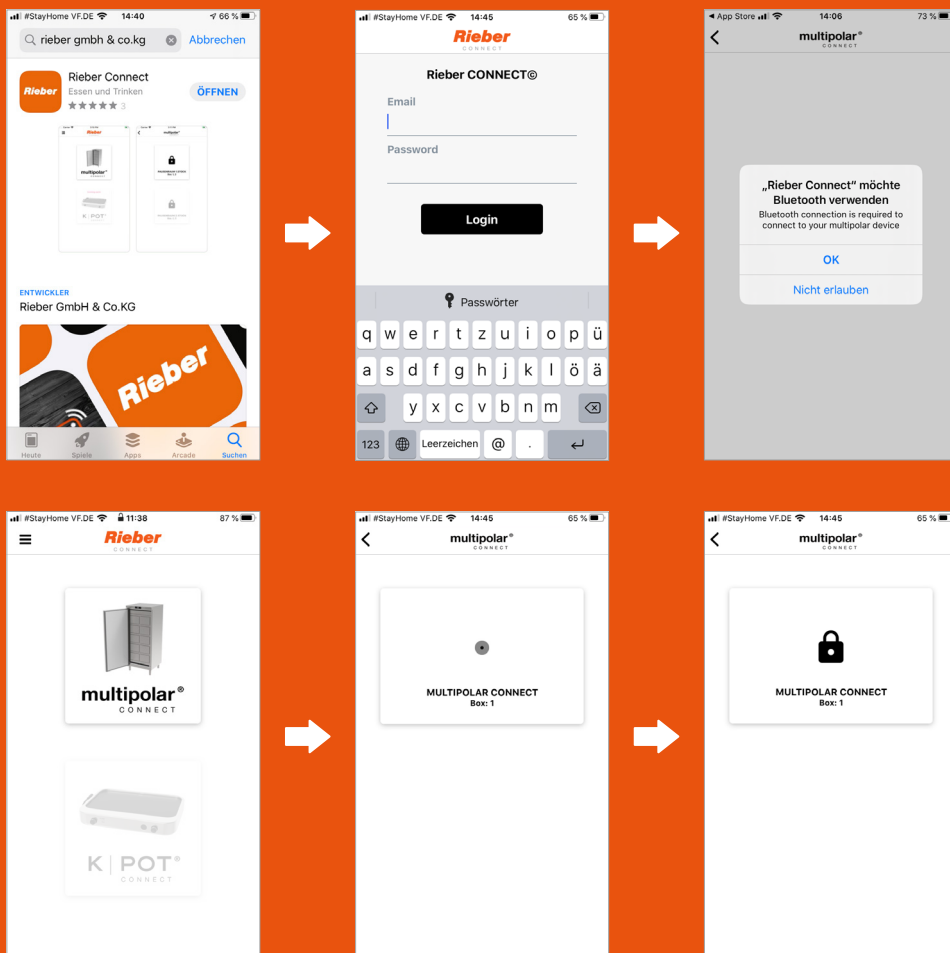 #StayHome VF.DE 14:40 66 %
rieber gmbh & co.kg Abbrechen
Rieber
Rieber Connect
Essen und Trinken
3
ÖFFNEN
Rieber
multipolar®
multipolar®
K | POT®
ENTWICKLER
Rieber GmbH & Co.KG
Rieber
Heute Spiele Apps Arcade Suchen
#StayHome VF.DE 14:45 65 %
Rieber
CONNECT
Rieber CONNECT©
Email
Password
Login
Passwörter
q w e r t z u i o p ü
a s d f g h j k l ö ä
y x c v b n m
123 Leerzeichen @ .
App Store 14:06 73 %
multipolar®
CONNECT
„Rieber Connect" möchte
Bluetooth verwenden
Bluetooth connection is required to
connect to your multipolar device
OK
Nicht erlauben
#StayHome VF.DE 11:38 87 %
Rieber
CONNECT
multipolar®
CONNECT
K | POT®
CONNECT
#StayHome VF.DE 14:45 65 %
multipolar®
CONNECT
MULTIPOLAR CONNECT
Box: 1
#StayHome VF.DE 14:45 65 %
multipolar®
CONNECT
MULTIPOLAR CONNECT
Box: 1